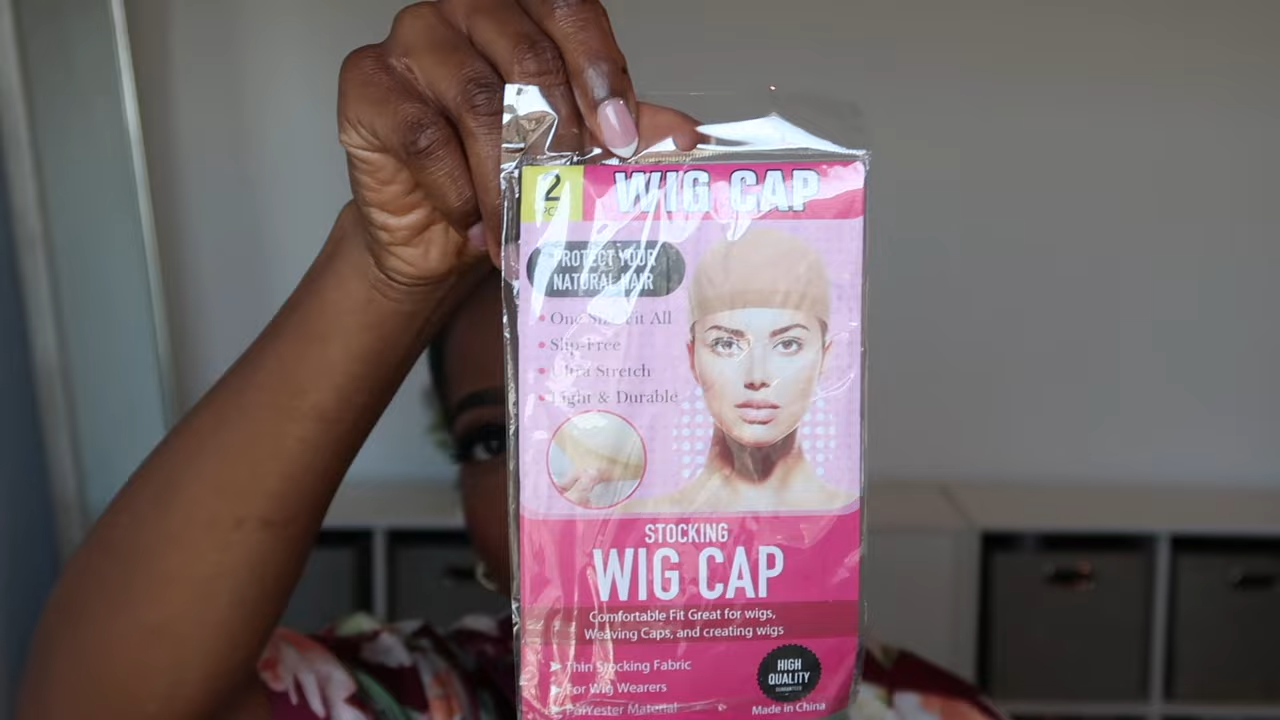 2
WIG CAP
PCS
PROTECT YOUR
NATURAL HAIR
• One Size Fit All
• Slip-Free
• Ultra Stretch
• Light & Durable
STOCKING
WIG CAP
Comfortable Fit Great for wigs,
Weaving Caps, and creating wigs
➤ Thin Stocking Fabric
➤ For Wig Wearers
➤ Polyester Material
HIGH
QUALITY
GUARANTEED
Made in China